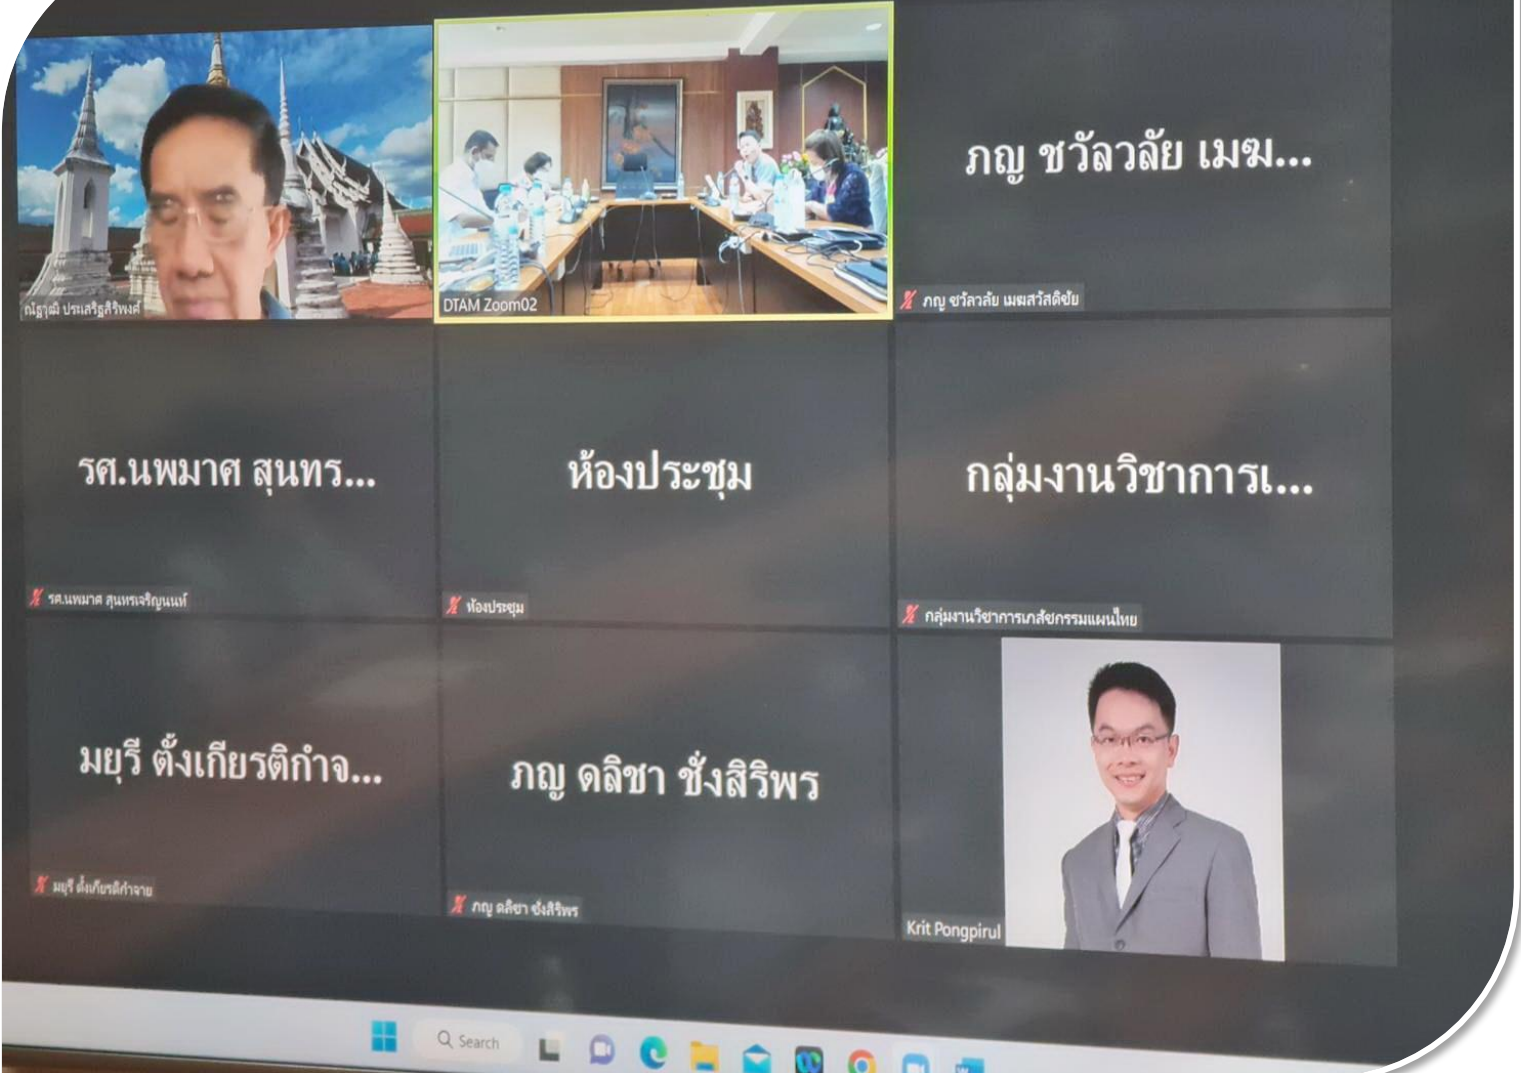 ณัฐวุฒิ ประเสริฐสิริพงศ์
DTAM Zoom02
ภญ ชวัลวลัย เมฆ...
ภญ ชวัลวลัย เมฆสวัสดิชัย
รศ.นพมาศ สุนทร...
รศ.นพมาศ สุนทรเจริญนนท์
ห้องประชุม
ห้องประชุม
กลุ่มงานวิชาการเ...
กลุ่มงานวิชาการเภสัชกรรมแผนไทย
มยุรี ตั้งเกียรติกำจ...
มยุรี ตั้งเกียรติกำจาย
ภญ ดลิชา ชั่งสิริพร
ภญ ดลิชา ชั่งสิริพร
Krit Pongpirul
Search